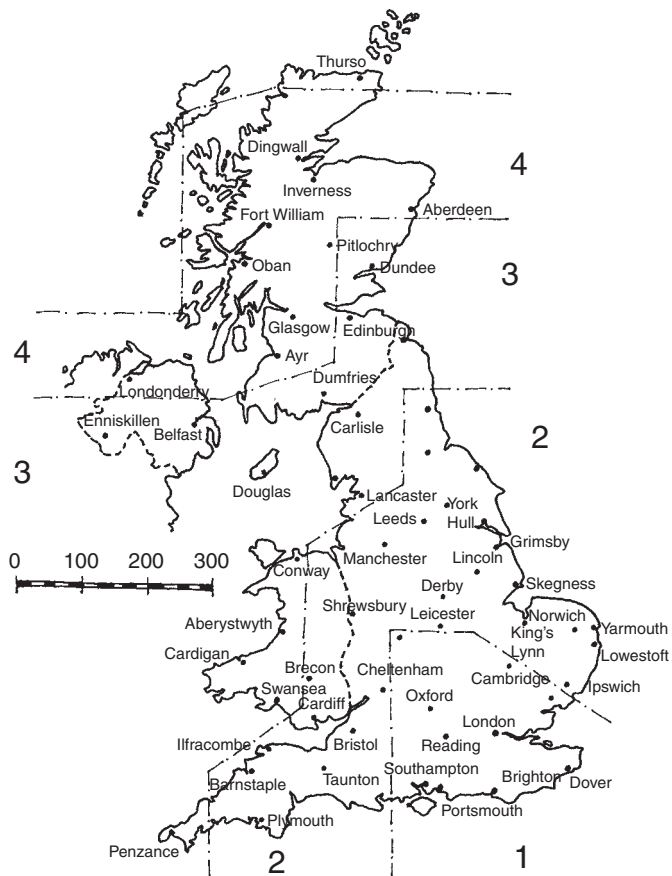 Thurso
Dingwall
4
Inverness
Aberdeen
Fort William
Pitlochry
Oban
Dundee
3
Glasgow
Edinburgh
4
Ayr
Londonderry
Dumfries
Enniskillen
Belfast
Carlisle
2
3
Douglas
Lancaster
York
Leeds
Hull
Grimsby
0 100 200 300
Manchester
Lincoln
Conway
Skegness
Derby
Shrewsbury
Leicester
Norwich
Yarmouth
Aberystwyth
King's
Lynn
Lowestoft
Cardigan
Brecon
Cheltenham
Cambridge
Ipswich
Swansea
Oxford
Cardiff
London
Ilfracombe
Bristol
Reading
Barnstaple
Taunton
Southampton
Brighton
Dover
Portsmouth
Plymouth
Penzance
2
1